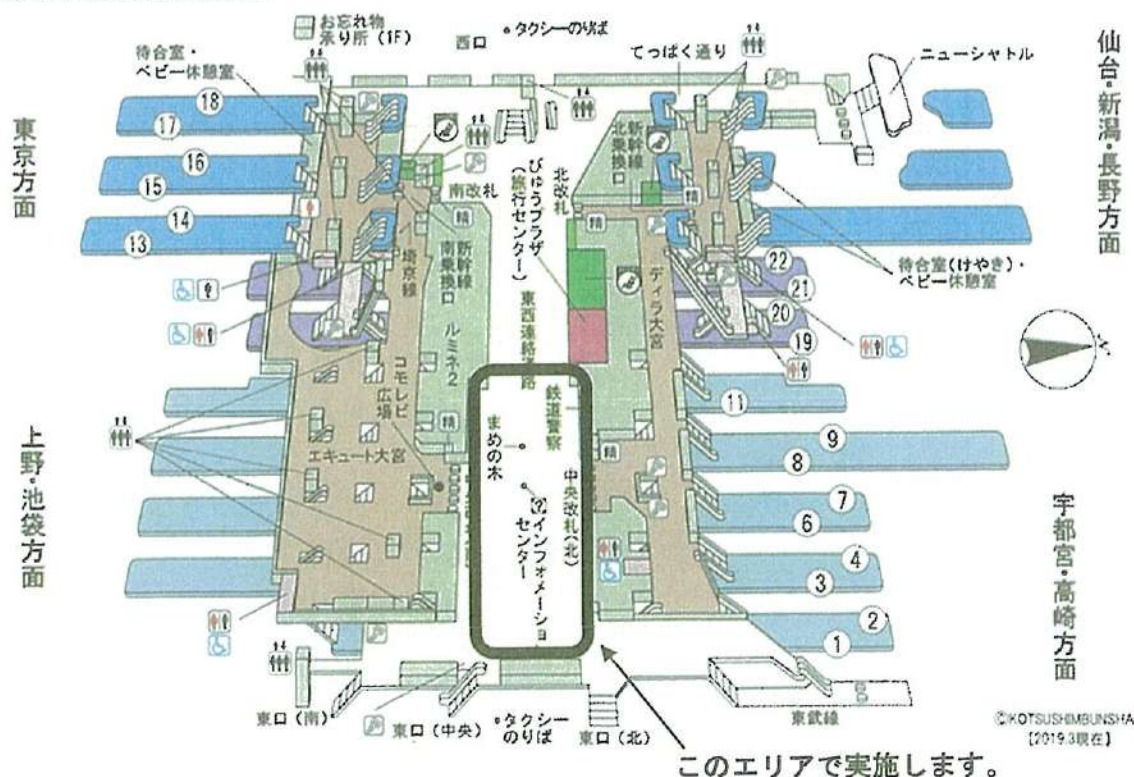 お忘れ物
承り所(1F)
西口
・タクシーのりば
てっぱく通り
ニューシャトル
仙台・新潟・長野方面
待合室・
ベビー休憩室
東京方面
18
17
16
15
14
13
南改札
精
新幹線
南乗換口
埼京線
ルミネ2
コモレビ
広場
エキュート大宮
びゅうプラザ
(旅行センター)
東西連絡通路
北改札
精
新幹線
北乗換口
精
ディラ大宮
22
21
20
19
待合室(けやき)・
ベビー休憩室
11
9
8
7
6
4
3
2
1
精
精
鉄道警察
まめの木
中央改札(北)
?インフォメーション
センター
上野・池袋方面
宇都宮・高崎方面
東口(南)
東口(中央)
・タクシー
のりば
東口(北)
東武線
©KOTSUSHIMBUNSHA
[2019.3現在]
このエリアで実施します。